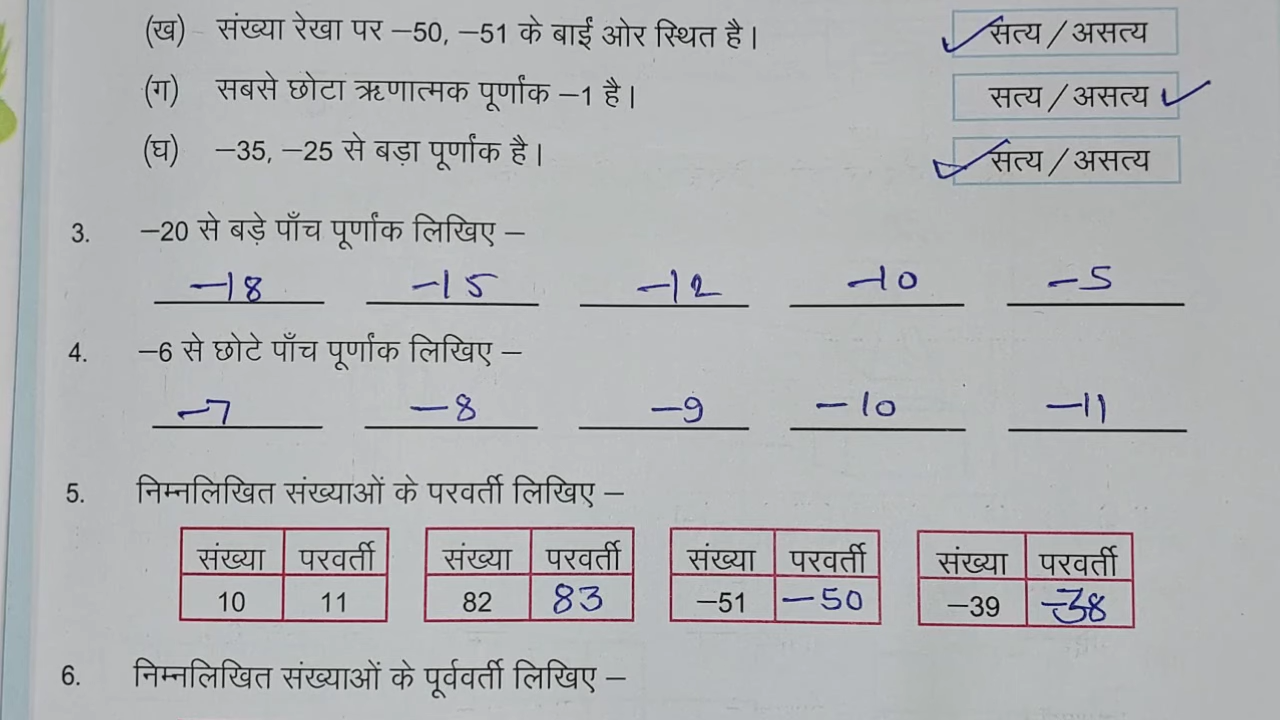 (ख) संख्या रेखा पर –50, –51 के बाईं ओर स्थित है। ✓सत्य / असत्य
(ग) सबसे छोटा ऋणात्मक पूर्णांक –1 है। सत्य / असत्य ✓
(घ) –35, –25 से बड़ा पूर्णांक है। ✓सत्य / असत्य
3. –20 से बड़े पाँच पूर्णांक लिखिए –
–18 –15 –12 –10 –5
4. –6 से छोटे पाँच पूर्णांक लिखिए –
–7 –8 –9 –10 –11
5. निम्नलिखित संख्याओं के परवर्ती लिखिए –
संख्या परवर्ती संख्या परवर्ती संख्या परवर्ती संख्या परवर्ती
10 11 82 83 –51 –50 –39 –38
6. निम्नलिखित संख्याओं के पूर्ववर्ती लिखिए –